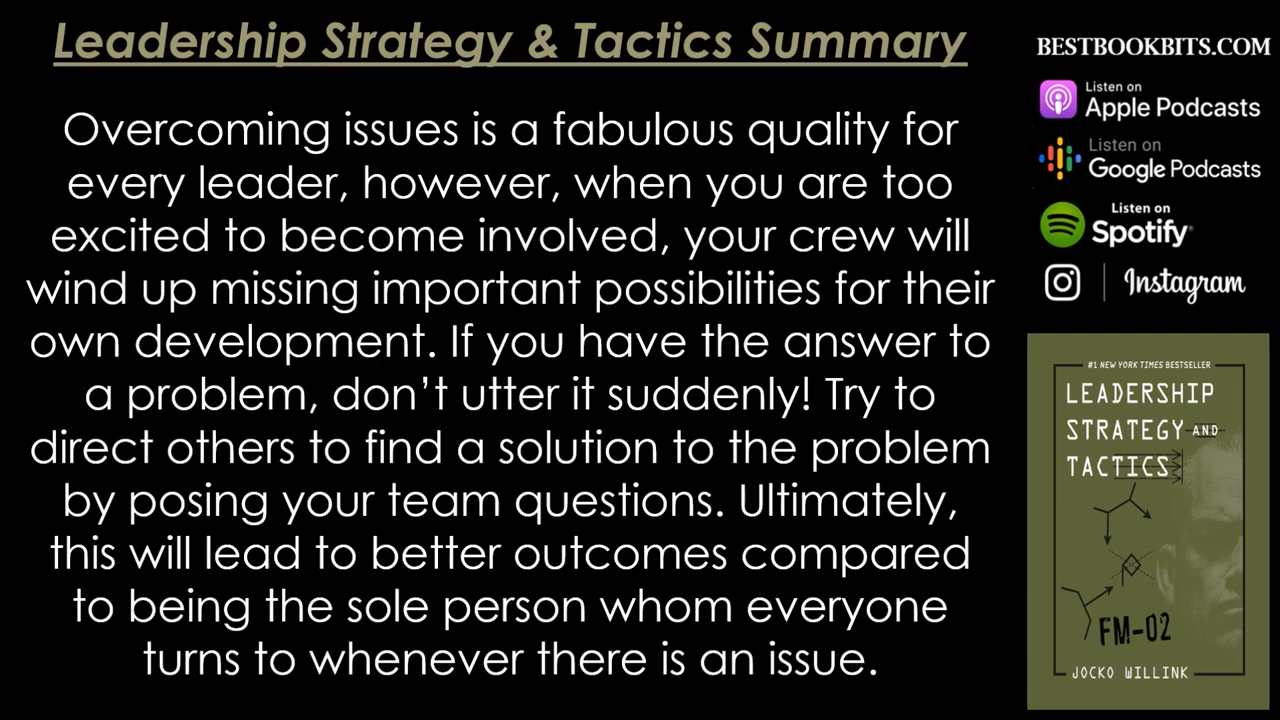 Leadership Strategy & Tactics Summary
Overcoming issues is a fabulous quality for
every leader, however, when you are too
excited to become involved, your crew will
wind up missing important possibilities for their
own development. If you have the answer to
a problem, don’t utter it suddenly! Try to
direct others to find a solution to the problem
by posing your team questions. Ultimately,
this will lead to better outcomes compared
to being the sole person whom everyone
turns to whenever there is an issue.
BESTBOOKBITS.COM
Listen on
Apple Podcasts
Listen on
Google Podcasts
Listen on
Spotify
Instagram
#1 NEW YORK TIMES BESTSELLER
LEADERSHIP
STRATEGY AND
TACTICS
FM-02
JOCKO WILLINK